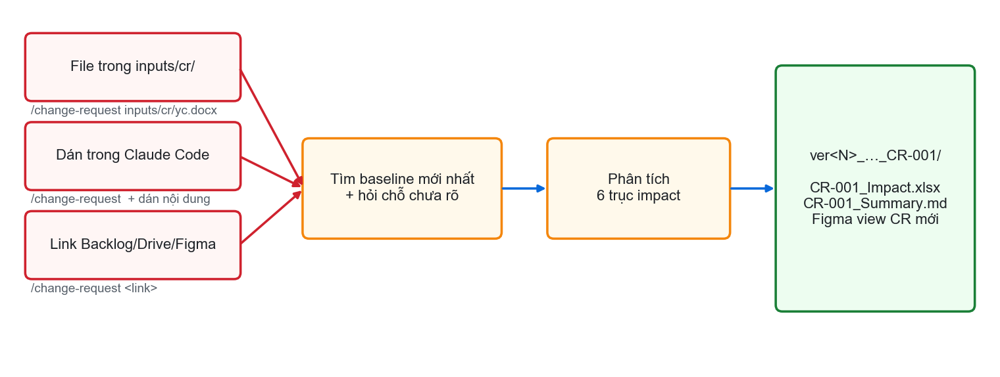 File trong inputs/cr/
/change-request inputs/cr/yc.docx
Dán trong Claude Code
/change-request  + dán nội dung
Link Backlog/Drive/Figma
/change-request <link>
Tìm baseline mới nhất
+ hỏi chỗ chưa rõ
Phân tích
6 trục impact
ver<N>_..._CR-001/
CR-001_Impact.xlsx
CR-001_Summary.md
Figma view CR mới